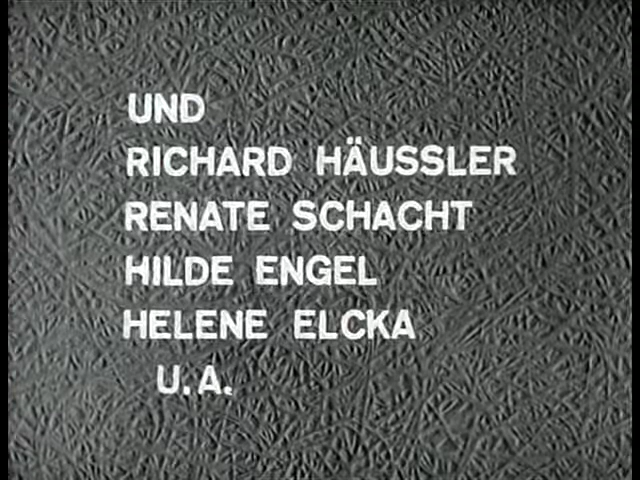 UND
RICHARD HÄUSSLER
RENATE SCHACHT
HILDE ENGEL
HELENE ELCKA
U.A.